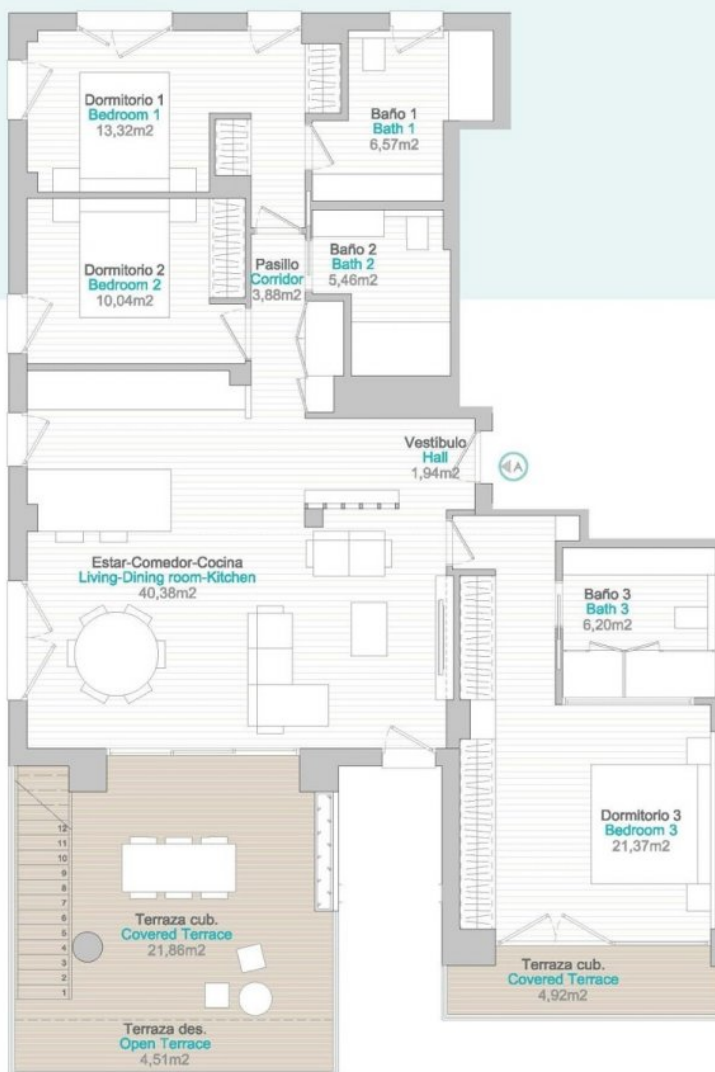 Dormitorio 1
Bedroom 1
13,32m2
Baño 1
Bath 1
6,57m2
Dormitorio 2
Bedroom 2
10,04m2
Pasillo
Corridor
3,88m2
Baño 2
Bath 2
5,46m2
Vestíbulo
Hall
1,94m2
A
Estar-Comedor-Cocina
Living-Dining room-Kitchen
40,38m2
Baño 3
Bath 3
6,20m2
Dormitorio 3
Bedroom 3
21,37m2
12
11
10
9
8
7
6
5
4
3
2
1
Terraza cub.
Covered Terrace
21,86m2
Terraza cub.
Covered Terrace
4,92m2
Terraza des.
Open Terrace
4,51m2